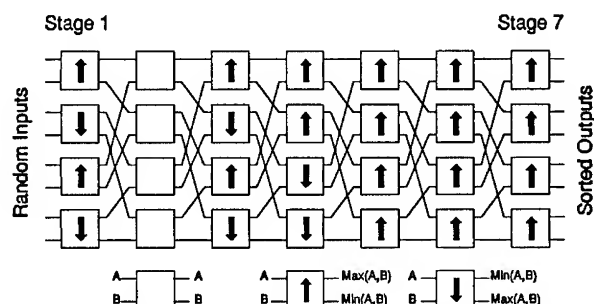 Stage 1
Stage 7
Random Inputs
Sorted Outputs
A A A Max(A,B) A Min(A,B)
B B B Min(A,B) B Max(A,B)